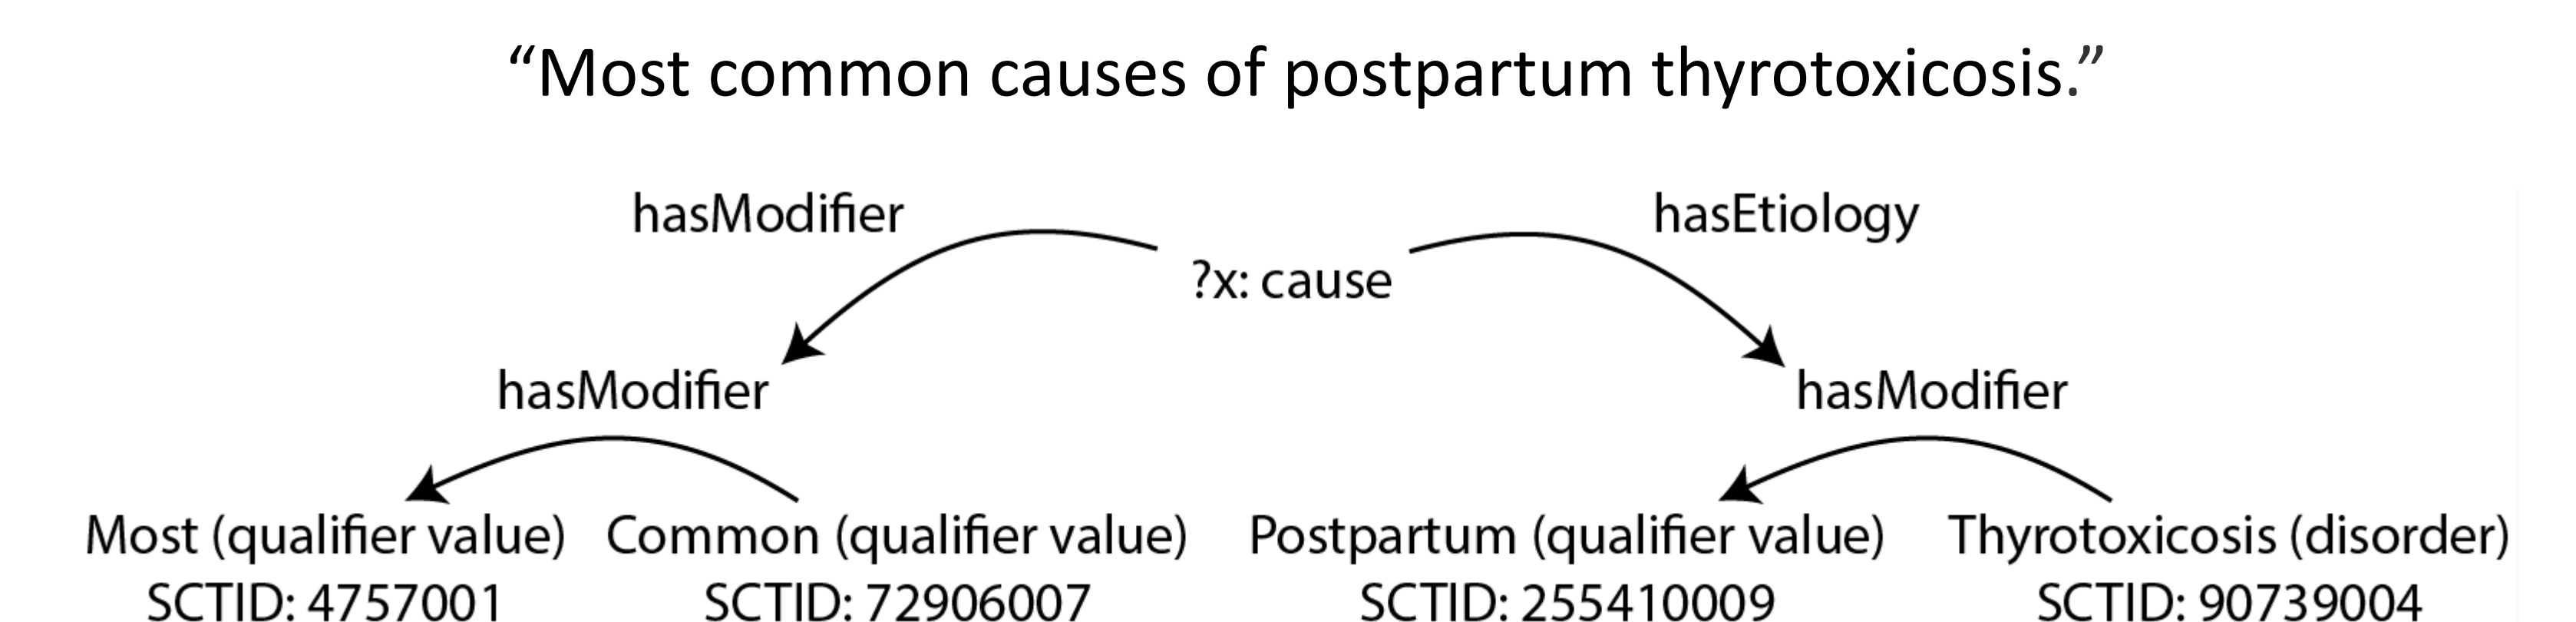 “Most common causes of postpartum thyrotoxicosis.”
hasModifier hasEtiology
?x: cause
hasModifier hasModifier
Most (qualifier value) Common (qualifier value) Postpartum (qualifier value) Thyrotoxicosis (disorder)
SCTID: 4757001 SCTID: 72906007 SCTID: 255410009 SCTID: 90739004